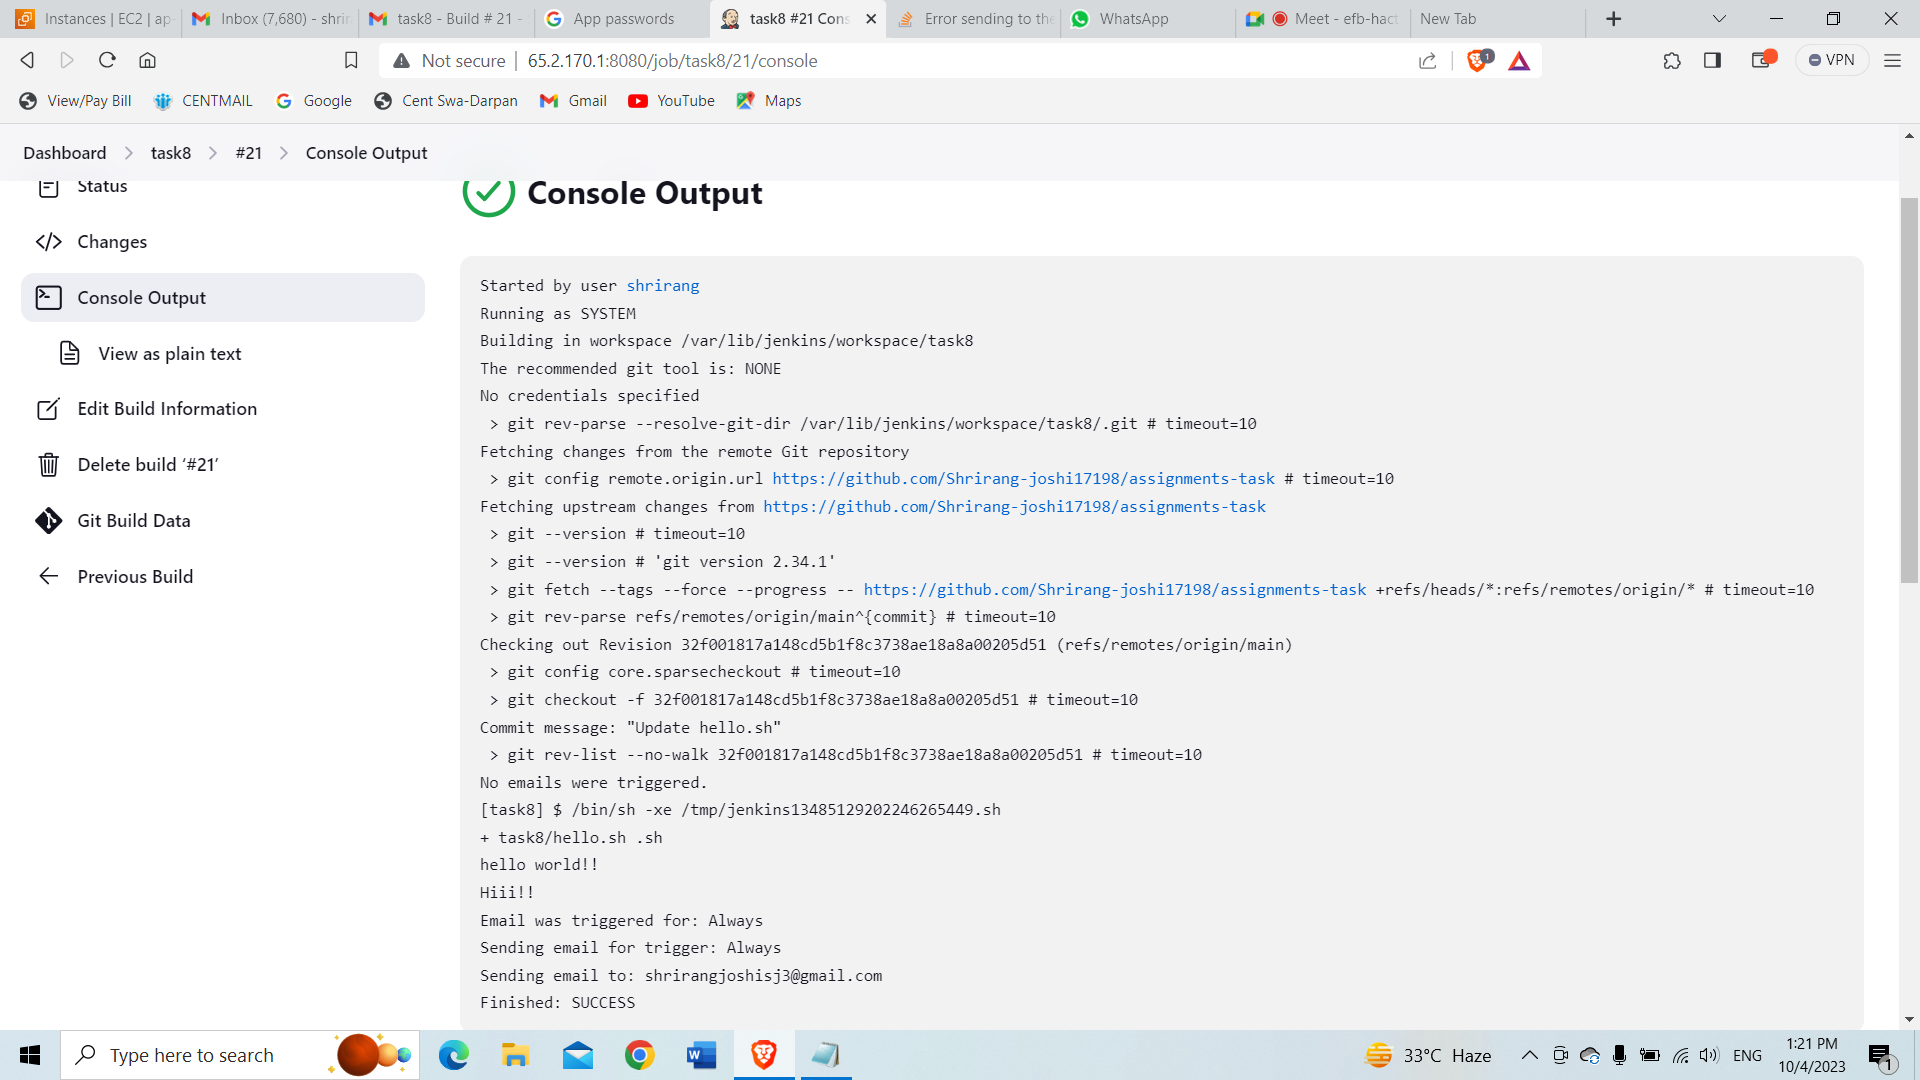 Instances | EC2 | ap-
Inbox (7,680) - shrir
task8 - Build # 21 -
App passwords
task8 #21 Cons
Error sending to the
WhatsApp
Meet - efb-hact
New Tab
Not secure | 65.2.170.1:8080/job/task8/21/console
1
VPN
View/Pay Bill
CENTMAIL
Google
Cent Swa-Darpan
Gmail
YouTube
Maps
Dashboard > task8 > #21 > Console Output
Status
Changes
Console Output
View as plain text
Edit Build Information
Delete build ‘#21’
Git Build Data
Previous Build
Console Output
Started by user shrirang
Running as SYSTEM
Building in workspace /var/lib/jenkins/workspace/task8
The recommended git tool is: NONE
No credentials specified
> git rev-parse --resolve-git-dir /var/lib/jenkins/workspace/task8/.git # timeout=10
Fetching changes from the remote Git repository
> git config remote.origin.url https://github.com/Shrirang-joshi17198/assignments-task # timeout=10
Fetching upstream changes from https://github.com/Shrirang-joshi17198/assignments-task
> git --version # timeout=10
> git --version # 'git version 2.34.1'
> git fetch --tags --force --progress -- https://github.com/Shrirang-joshi17198/assignments-task +refs/heads/*:refs/remotes/origin/* # timeout=10
> git rev-parse refs/remotes/origin/main^{commit} # timeout=10
Checking out Revision 32f001817a148cd5b1f8c3738ae18a8a00205d51 (refs/remotes/origin/main)
> git config core.sparsecheckout # timeout=10
> git checkout -f 32f001817a148cd5b1f8c3738ae18a8a00205d51 # timeout=10
Commit message: "Update hello.sh"
> git rev-list --no-walk 32f001817a148cd5b1f8c3738ae18a8a00205d51 # timeout=10
No emails were triggered.
[task8] $ /bin/sh -xe /tmp/jenkins13485129202246265449.sh
+ task8/hello.sh .sh
hello world!!
Hiii!!
Email was triggered for: Always
Sending email for trigger: Always
Sending email to: shrirangjoshisj3@gmail.com
Finished: SUCCESS
Type here to search
33°C Haze
ENG
1:21 PM
10/4/2023
1